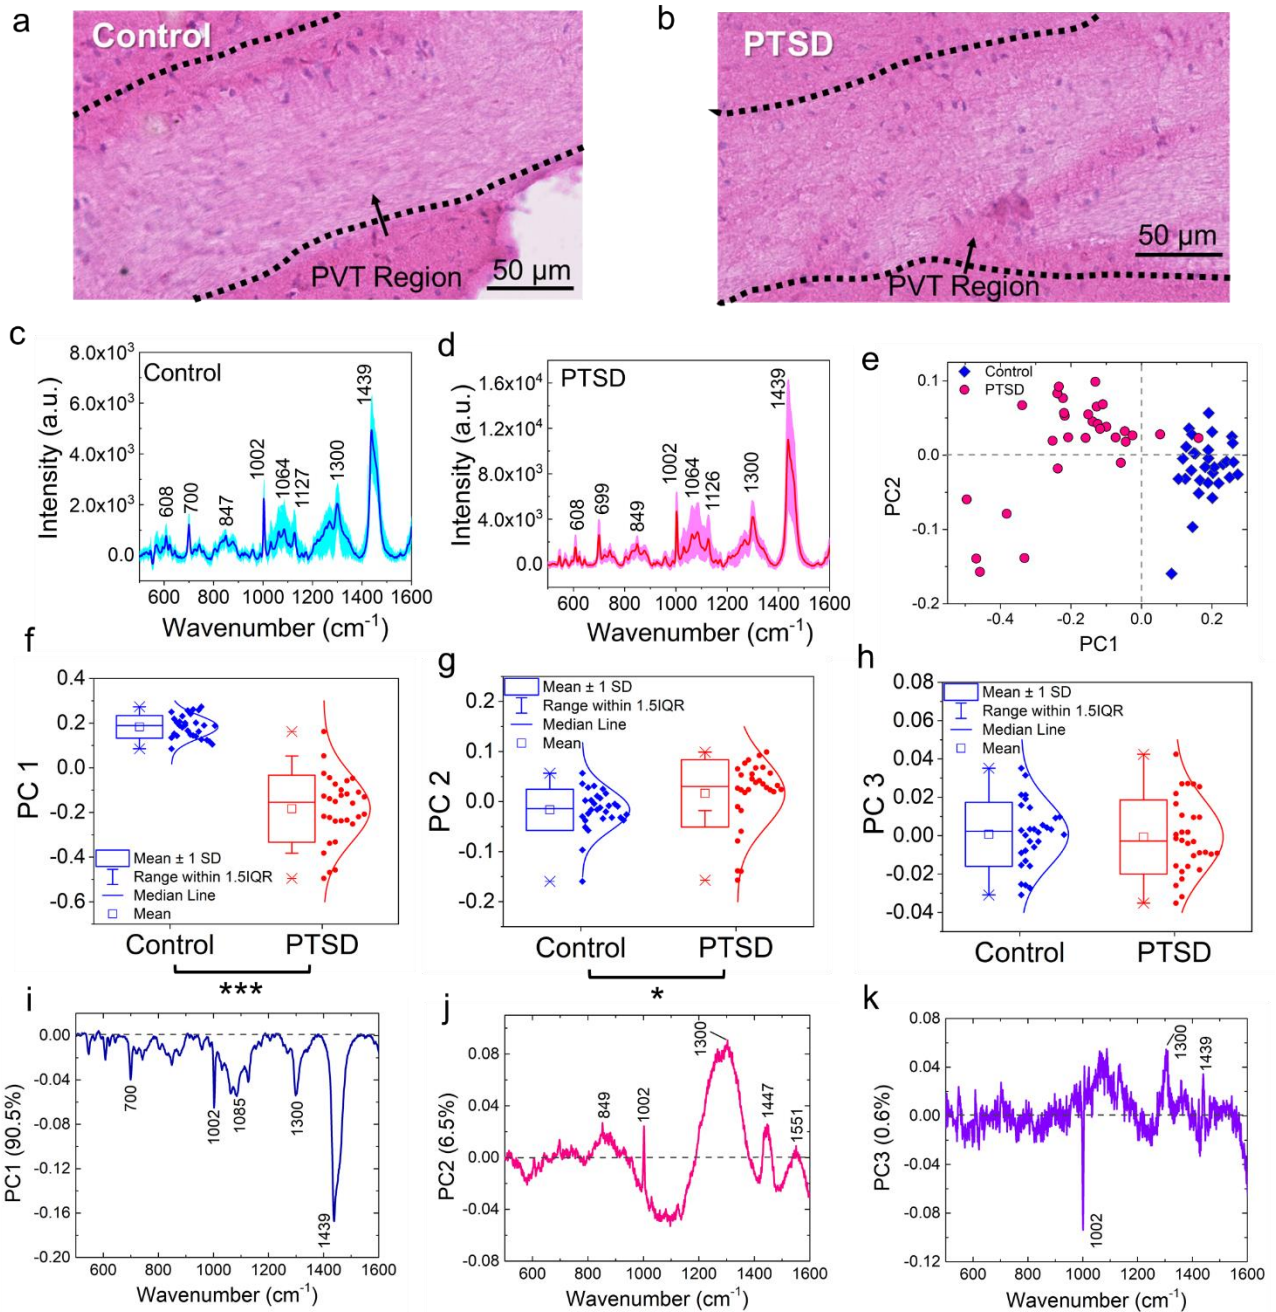 a
Control
PVT Region
50 µm
b
PTSD
PVT Region
50 µm
c
8.0x10³
6.0x10³
4.0x10³
2.0x10³
0.0
Intensity (a.u.)
Control
608
700
847
1002
1064
1127
1300
1439
600 800 1000 1200 1400 1600
Wavenumber (cm⁻¹)
d
1.6x10⁴
1.2x10⁴
8.0x10³
4.0x10³
0.0
Intensity (a.u.)
PTSD
608
699
849
1002
1064
1126
1300
1439
600 800 1000 1200 1400 1600
Wavenumber (cm⁻¹)
e
Control
PTSD
0.1
0.0
-0.1
-0.2
PC2
-0.4 -0.2 0.0 0.2
PC1
f
0.4
0.2
0.0
-0.2
-0.4
-0.6
PC 1
Mean ± 1 SD
Range within 1.5IQR
Median Line
Mean
Control PTSD
***
g
0.2
0.1
0.0
-0.1
-0.2
PC 2
Mean ± 1 SD
Range within 1.5IQR
Median Line
Mean
Control PTSD
*
h
0.08
0.06
0.04
0.02
0.00
-0.02
-0.04
PC 3
Mean ± 1 SD
Range within 1.5IQR
Median Line
Mean
Control PTSD
i
0.00
-0.04
-0.08
-0.12
-0.16
-0.20
PC1 (90.5%)
700
1002
1085
1300
1439
600 800 1000 1200 1400 1600
Wavenumber (cm⁻¹)
j
0.08
0.04
0.00
-0.04
-0.08
PC2 (6.5%)
849
1002
1300
1447
1551
600 800 1000 1200 1400 1600
Wavenumber (cm⁻¹)
k
0.08
0.04
0.00
-0.04
-0.08
-0.12
PC3 (0.6%)
1002
1300
1439
600 800 1000 1200 1400 1600
Wavenumber (cm⁻¹)